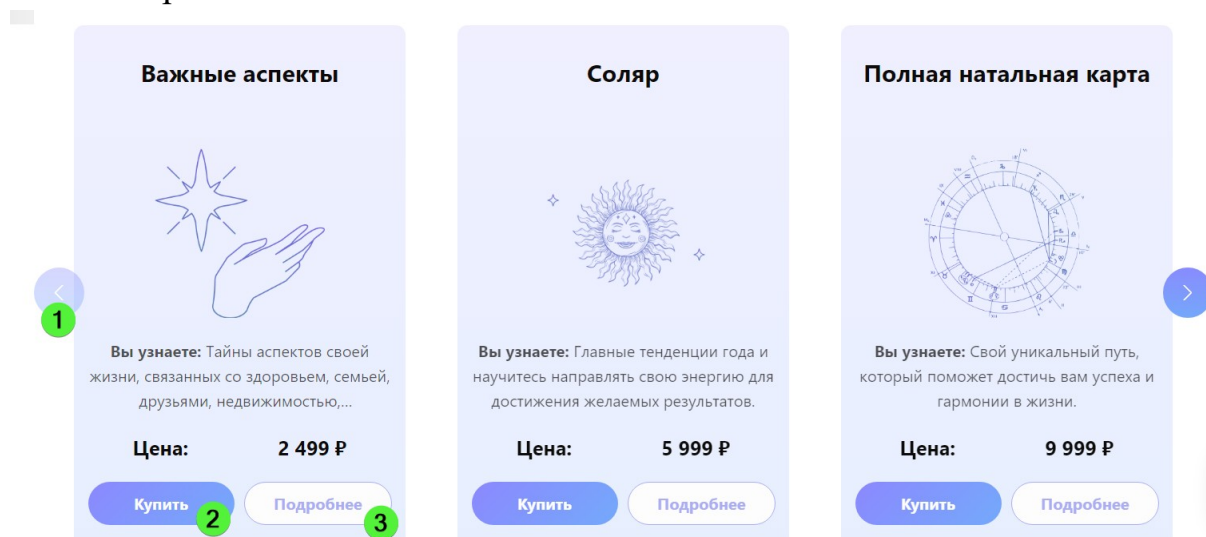 Важные аспекты
Соляр
Полная натальная карта
1
Вы узнаете: Тайны аспектов своей
жизни, связанных со здоровьем, семьей,
друзьями, недвижимостью,...
Вы узнаете: Главные тенденции года и
научитесь направлять свою энергию для
достижения желаемых результатов.
Вы узнаете: Свой уникальный путь,
который поможет достичь вам успеха и
гармонии в жизни.
Цена: 2 499 ₽
Цена: 5 999 ₽
Цена: 9 999 ₽
Купить 2 Подробнее 3
Купить Подробнее
Купить Подробнее